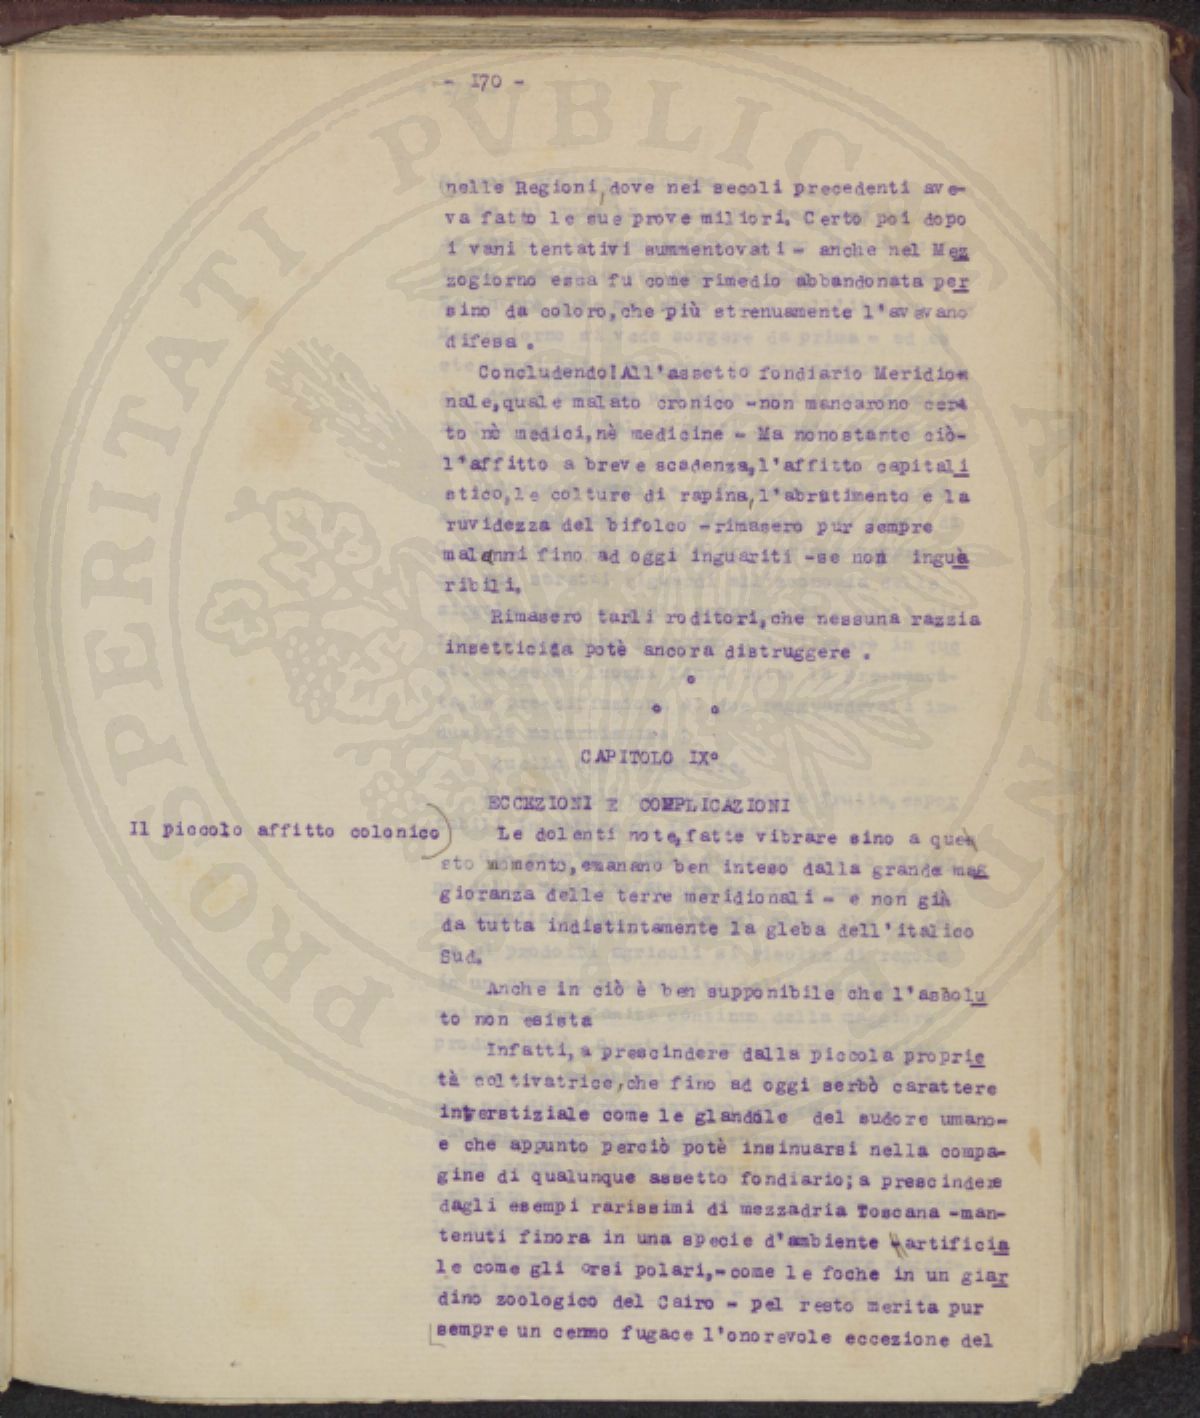 - 170 -
nelle Regioni, dove nei secoli precedenti ave-
va fatto le sue prove miliori. Certo poi dopo
i vani tentativi summentovati - anche nel Mez
zogiorno essa fu come rimedio abbandonata per
sino da coloro, che più strenuamente l'avevano
difesa .
Concludendo! All'assetto fondiario Meridio-
nale, quale malato cronico -non mancarono cer-
to nè medici, nè medicine - Ma nonostante ciò-
l'affitto a breve scadenza, l'affitto capitali
stico, le colture di rapina, l'abrutimento e la
ruvidezza del bifolco -rimasero pur sempre
malanni fino ad oggi inguariti -se non ingua
ribili.
Rimasero tarli roditori, che nessuna razzia
insetticida potè ancora distruggere .
° ° °
CAPITOLO IX°
ECCEZIONI E COMPLICAZIONI
Il piccolo affitto colonico)
Le dolenti note, fatte vibrare sino a que
sto momento, emanano ben inteso dalla grande mag
gioranza delle terre meridionali - e non già
da tutta indistintamente la gleba dell'italico
Sud.
Anche in ciò è ben supponibile che l'assolu
to non esista
Infatti, a prescindere dalla piccola proprie
tà coltivatrice, che fino ad oggi serbò carattere
interstiziale come le glandole del sudore umano-
e che appunto perciò potè insinuarsi nella compa-
gine di qualunque assetto fondiario; a prescindere
dagli esempi rarissimi di mezzadria Toscana -man-
tenuti finora in una specie d'ambiente -artificia
le come gli orsi polari, -come le foche in un giar
dino zoologico del Cairo - pel resto merita pur
sempre un cenno fugace l'onorevole eccezione del
PROSPERITATI PVBLICAE AVGENDAE